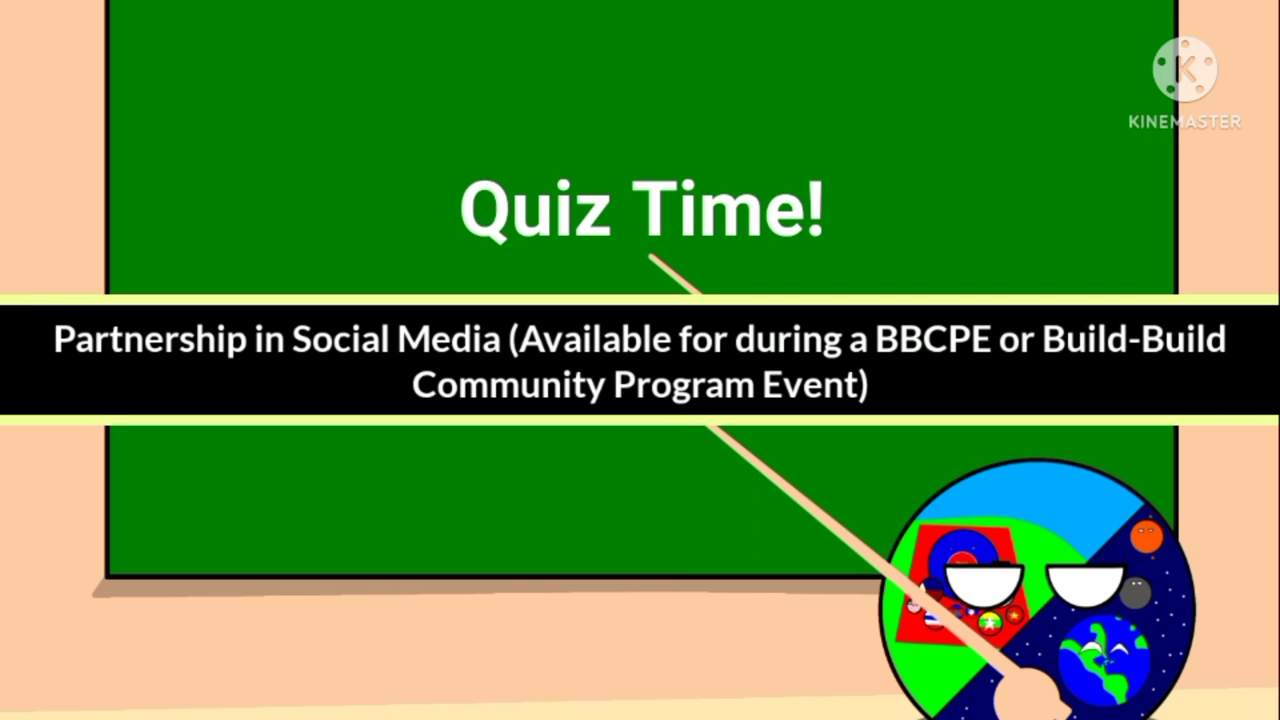 KINEMASTER
Quiz Time!
Partnership in Social Media (Available for during a BBCPE or Build-Build
Community Program Event)